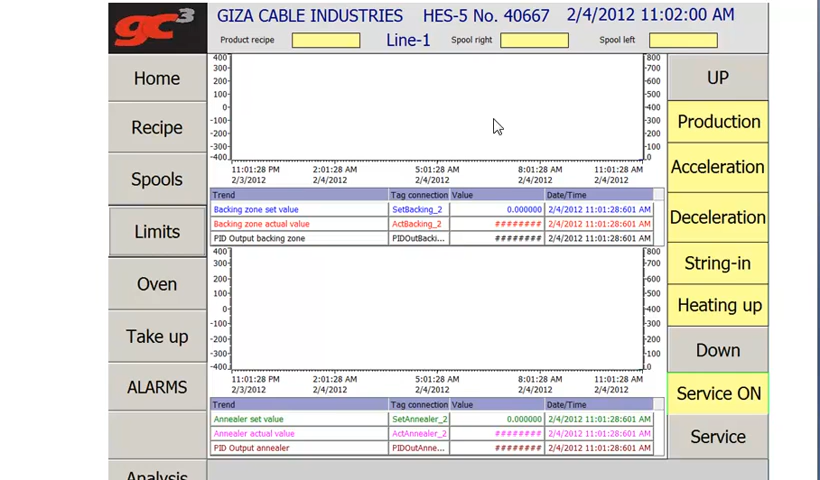 gc3
GIZA CABLE INDUSTRIES HES-5 No. 40667 2/4/2012 11:02:00 AM
Product recipe Line-1 Spool right Spool left
Home
Recipe
Spools
Limits
Oven
Take up
ALARMS
Analysis
400 800
300 700
200 600
100 500
0 400
-100 300
-200 200
-300 100
-400 0
11:01:28 PM 2:01:28 AM 5:01:28 AM 8:01:28 AM 11:01:28 AM
2/3/2012 2/4/2012 2/4/2012 2/4/2012 2/4/2012
Trend Tag connection Value Date/Time
Backing zone set value SetBacking_2 0.000000 2/4/2012 11:01:28:601 AM
Backing zone actual value ActBacking_2 ######## 2/4/2012 11:01:28:601 AM
PID Output backing zone PIDOutBacki... ######## 2/4/2012 11:01:28:601 AM
400 800
300 700
200 600
100 500
0 400
-100 300
-200 200
-300 100
-400 0
11:01:28 PM 2:01:28 AM 5:01:28 AM 8:01:28 AM 11:01:28 AM
2/3/2012 2/4/2012 2/4/2012 2/4/2012 2/4/2012
Trend Tag connection Value Date/Time
Annealer set value SetAnnealer_2 0.000000 2/4/2012 11:01:28:601 AM
Annealer actual value ActAnnealer_2 ######## 2/4/2012 11:01:28:601 AM
PID Output annealer PIDOutAnne... ######## 2/4/2012 11:01:28:601 AM
UP
Production
Acceleration
Deceleration
String-in
Heating up
Down
Service ON
Service